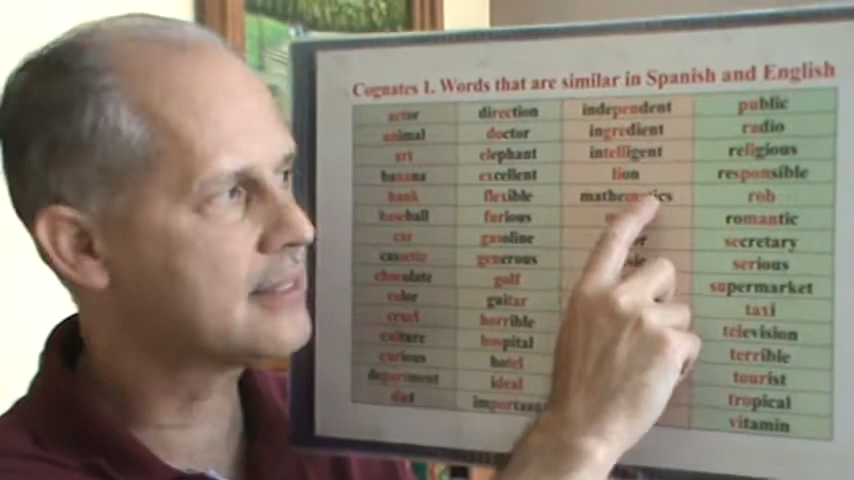 Cognates 1. Words that are similar in Spanish and English
actor direction independent public
animal doctor ingredient radio
art elephant intelligent religious
banana excellent lion responsible
bank flexible mathematics rob
baseball furious romantic
car gasoline secretary
cassette generous serious
chocolate golf supermarket
color guitar taxi
cruel horrible television
culture hospital terrible
curious hotel tourist
department ideal tropical
diet important vitamin